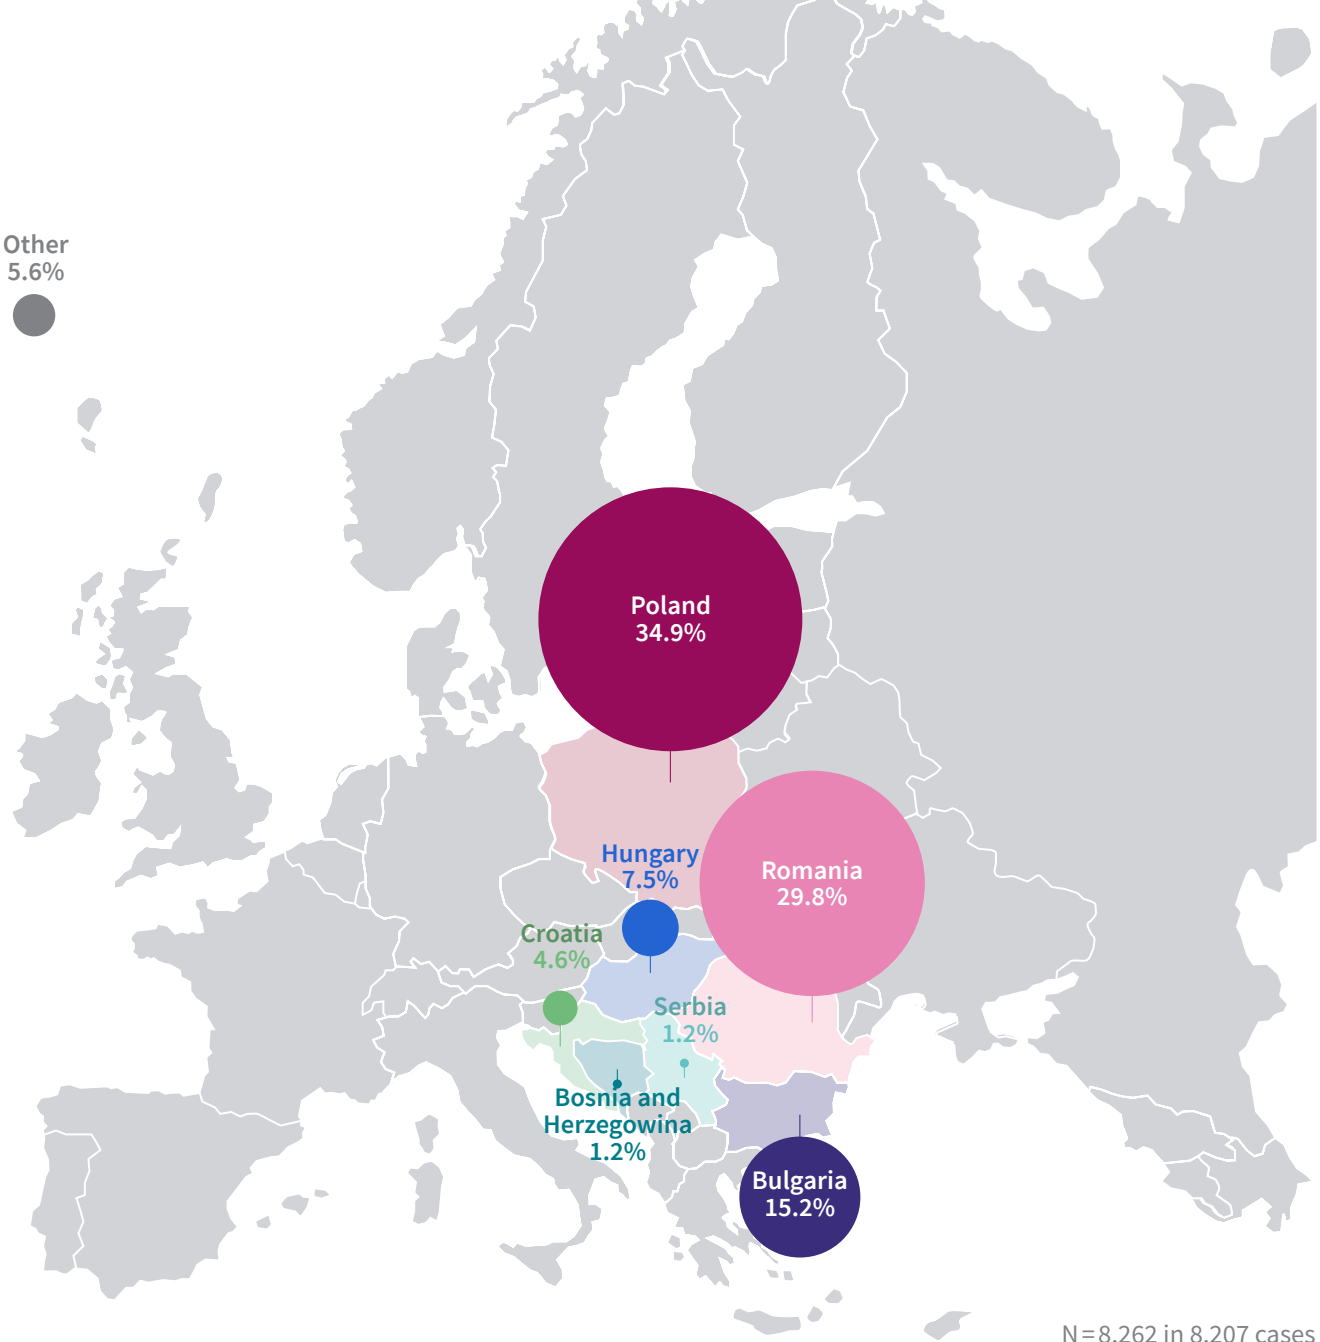 Other
5.6%
Poland
34.9%
Hungary
7.5%
Romania
29.8%
Croatia
4.6%
Serbia
1.2%
Bosnia and
Herzegowina
1.2%
Bulgaria
15.2%
N=8,262 in 8,207 cases